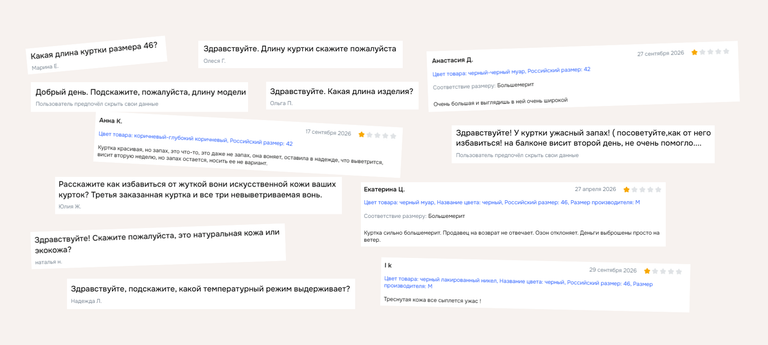 Какая длина куртки размера 46?
Марина Е.
Здравствуйте. Длину куртки скажите пожалуйста
Олеся Г.
Анастасия Д.
27 сентября 2026
Цвет товара: черный-черный муар, Российский размер: 42
Соответствие размеру: Большемерит
Очень большая и выглядишь в ней очень широкой
Добрый день. Подскажите, пожалуйста, длину модели
Пользователь предпочёл скрыть свои данные
Здравствуйте. Какая длина изделия?
Ольга П.
Анна К.
17 сентября 2026
Цвет товара: коричневый-глубокий коричневый, Российский размер: 42
Куртка красивая, но запах, это что-то, это даже не запах, она воняет, оставила в надежде, что выветрится,
висит вторую неделю, но запах остается, носить ее не вариант.
Здравствуйте! У куртки ужасный запах! ( посоветуйте,как от него
избавиться! на балконе висит второй день, не очень помогло....
Пользователь предпочёл скрыть свои данные
Расскажите как избавиться от жуткой вони искусственной кожи ваших
курток? Третья заказанная куртка и все три невыветриваемая вонь.
Юлия Ж.
Екатерина Ц.
27 апреля 2026
Цвет товара: черный муар, Название цвета: черный, Российский размер: 46, Размер производителя: M
Соответствие размеру: Большемерит
Куртка сильно большемерит. Продавец на возврат не отвечает. Озон отклоняет. Деньги выброшены просто на
ветер.
Здравствуйте! Скажите пожалуйста, это натуральная кожа или
экокожа?
наталья н.
I k
29 сентября 2026
Цвет товара: черный лакированный никел, Название цвета: черный, Российский размер: 46, Размер
производителя: M
Треснутая кожа все сыплется ужас !
Здравствуйте, подскажите, какой температурный режим выдерживает?
Надежда Л.